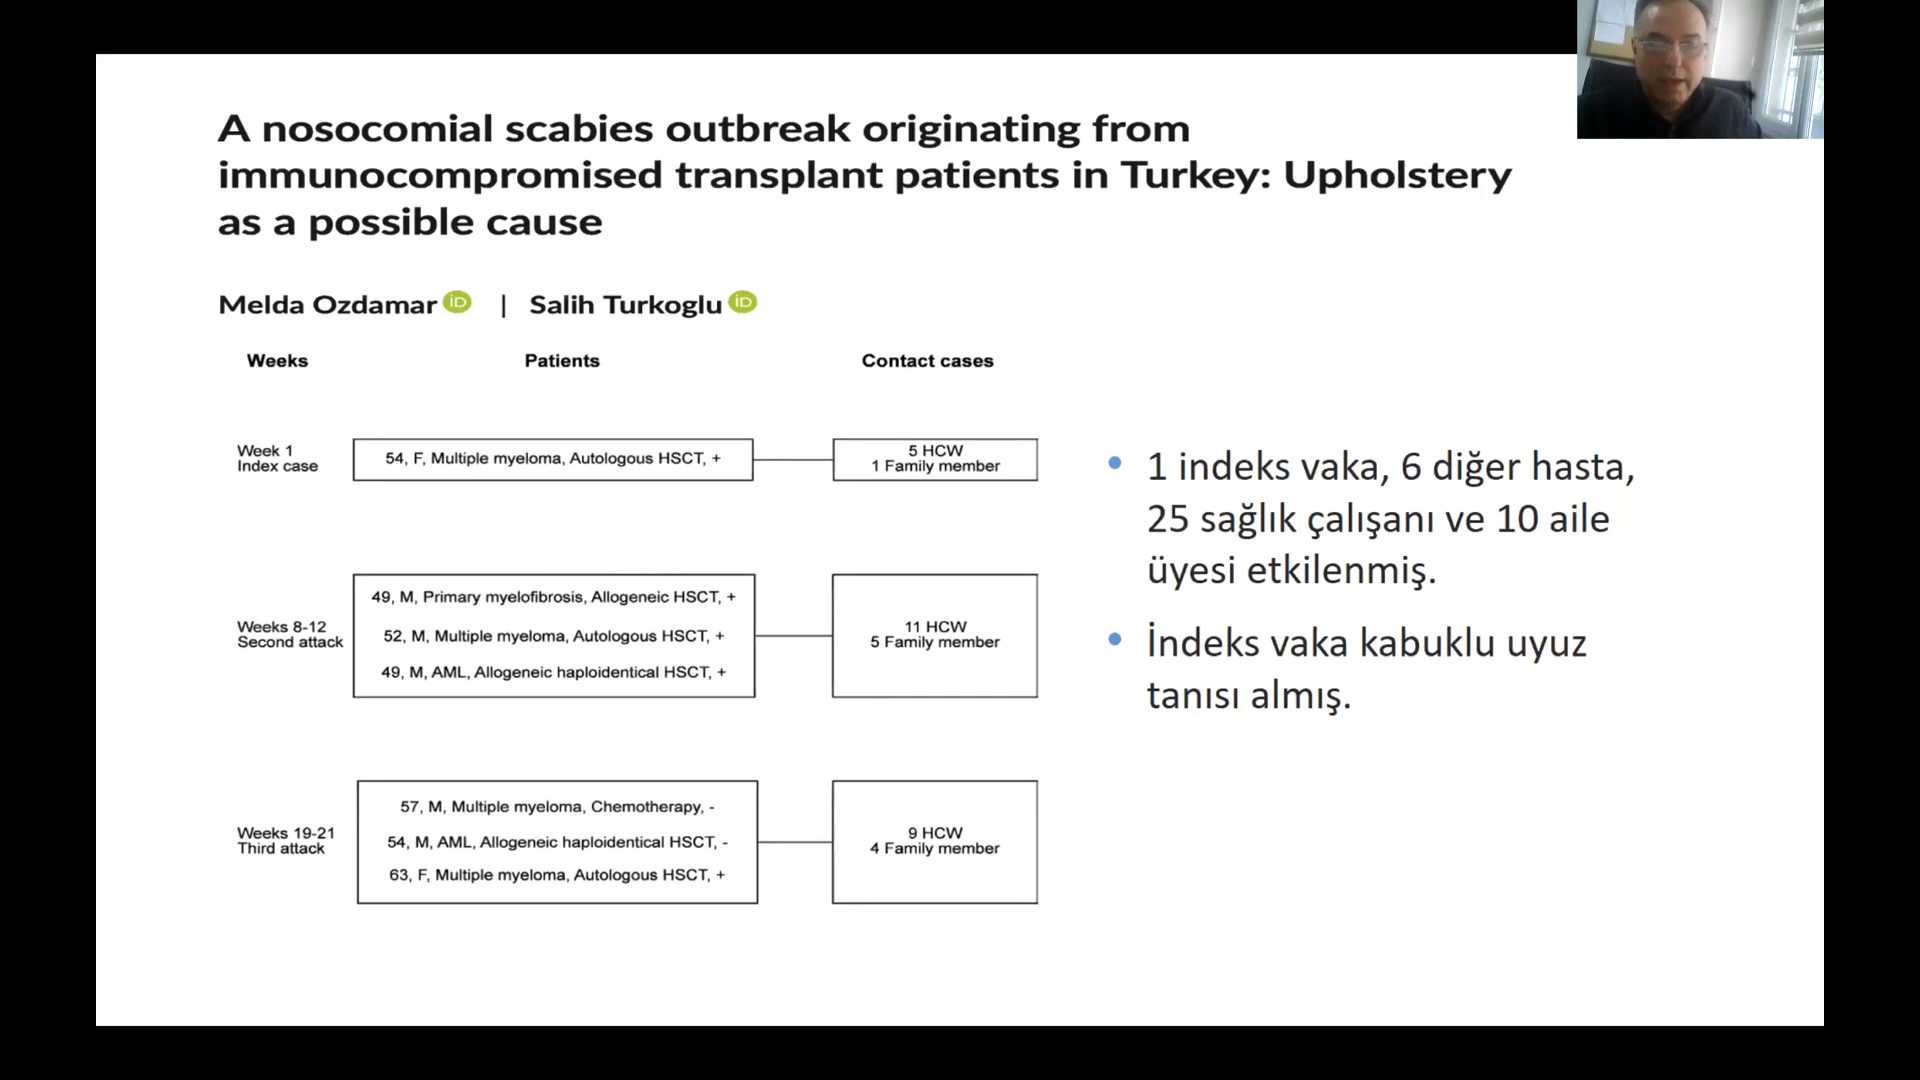 A nosocomial scabies outbreak originating from
immunocompromised transplant patients in Turkey: Upholstery
as a possible cause
Melda Ozdamar iD | Salih Turkoglu iD
Weeks Patients Contact cases
Week 1
Index case
54, F, Multiple myeloma, Autologous HSCT, +
5 HCW
1 Family member
Weeks 8-12
Second attack
49, M, Primary myelofibrosis, Allogeneic HSCT, +
52, M, Multiple myeloma, Autologous HSCT, +
49, M, AML, Allogeneic haploidentical HSCT, +
11 HCW
5 Family member
Weeks 19-21
Third attack
57, M, Multiple myeloma, Chemotherapy, -
54, M, AML, Allogeneic haploidentical HSCT, -
63, F, Multiple myeloma, Autologous HSCT, +
9 HCW
4 Family member
• 1 indeks vaka, 6 diğer hasta,
25 sağlık çalışanı ve 10 aile
üyesi etkilenmiş.
• İndeks vaka kabuklu uyuz
tanısı almış.